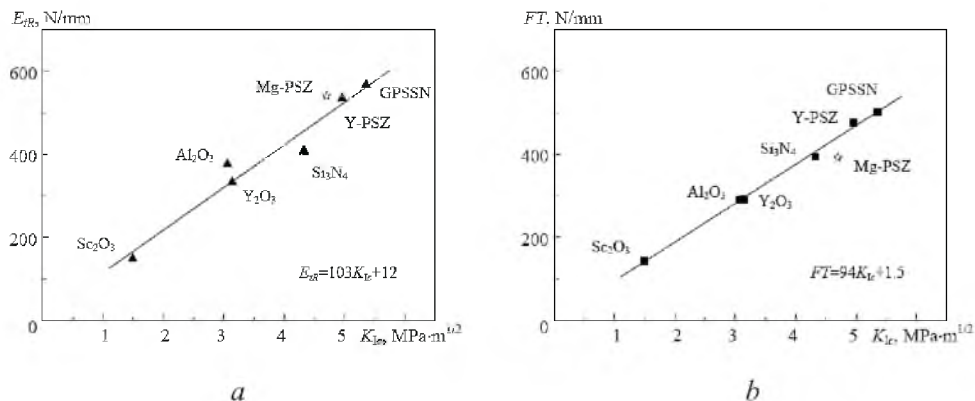 E_tR, N/mm
600
400
200
0
Mg-PSZ
GPSSN
Y-PSZ
Al₂O₃
Si₃N₄
Y₂O₃
Sc₂O₃
E_tR=103K_Ic+12
1 2 3 4 5 K_Ic, MPa·m^1/2
a
FT, N/mm
600
400
200
0
GPSSN
Y-PSZ
Si₃N₄
Mg-PSZ
Al₂O₃
Y₂O₃
Sc₂O₃
FT=94K_Ic+1.5
1 2 3 4 5 K_Ic, MPa·m^1/2
b